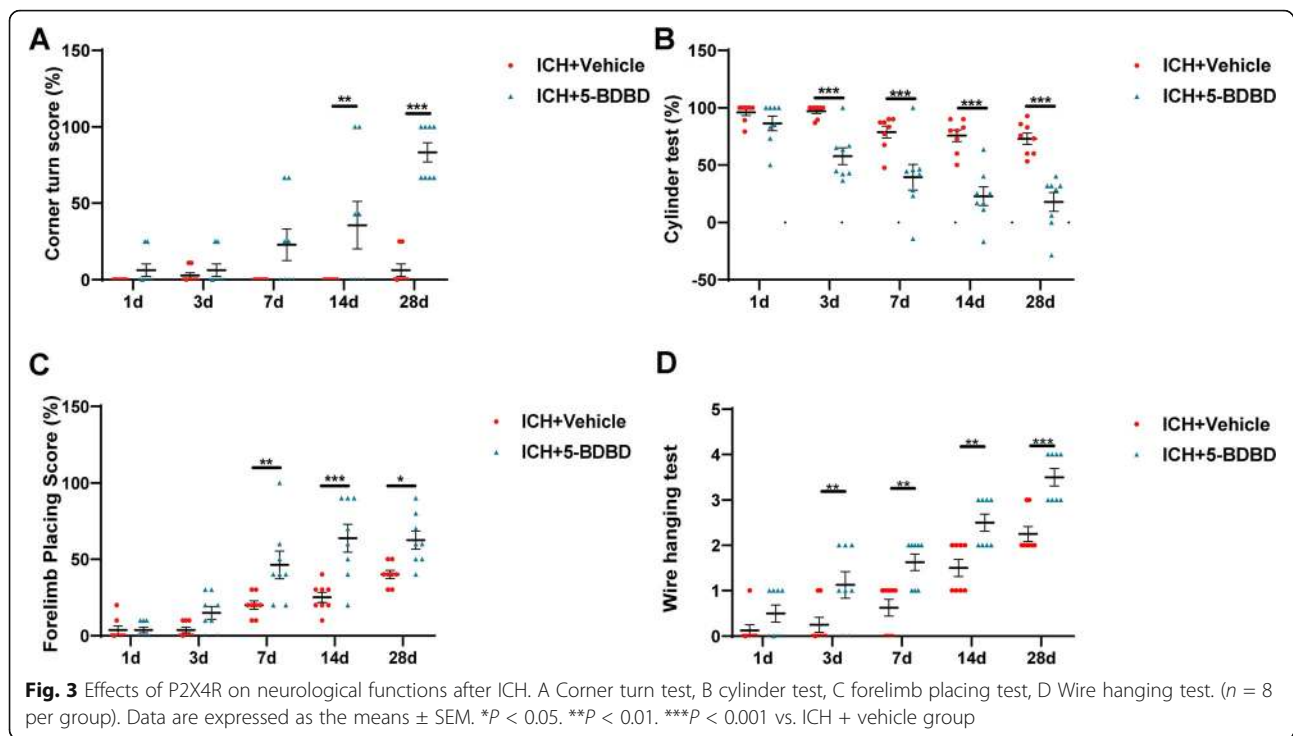 A
Corner turn score (%)
150
100
50
0
**
***
1d 3d 7d 14d 28d
ICH+Vehicle
ICH+5-BDBD
B
Cylinder test (%)
150
100
50
0
-50
*** *** *** ***
1d 3d 7d 14d 28d
ICH+Vehicle
ICH+5-BDBD
C
Forelimb Placing Score (%)
150
100
50
0
** *** *
1d 3d 7d 14d 28d
ICH+Vehicle
ICH+5-BDBD
D
Wire hanging test
5
4
3
2
1
0
** ** ** ***
1d 3d 7d 14d 28d
ICH+Vehicle
ICH+5-BDBD
Fig. 3 Effects of P2X4R on neurological functions after ICH. A Corner turn test, B cylinder test, C forelimb placing test, D Wire hanging test. (n = 8
per group). Data are expressed as the means ± SEM. *P < 0.05. **P < 0.01. ***P < 0.001 vs. ICH + vehicle group